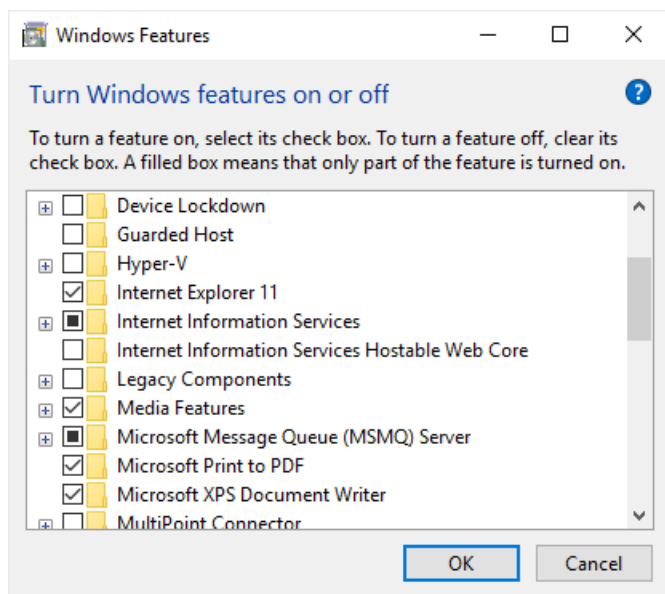 Windows Features
Turn Windows features on or off
To turn a feature on, select its check box. To turn a feature off, clear its
check box. A filled box means that only part of the feature is turned on.
Device Lockdown
Guarded Host
Hyper-V
Internet Explorer 11
Internet Information Services
Internet Information Services Hostable Web Core
Legacy Components
Media Features
Microsoft Message Queue (MSMQ) Server
Microsoft Print to PDF
Microsoft XPS Document Writer
MultiPoint Connector
OK
Cancel